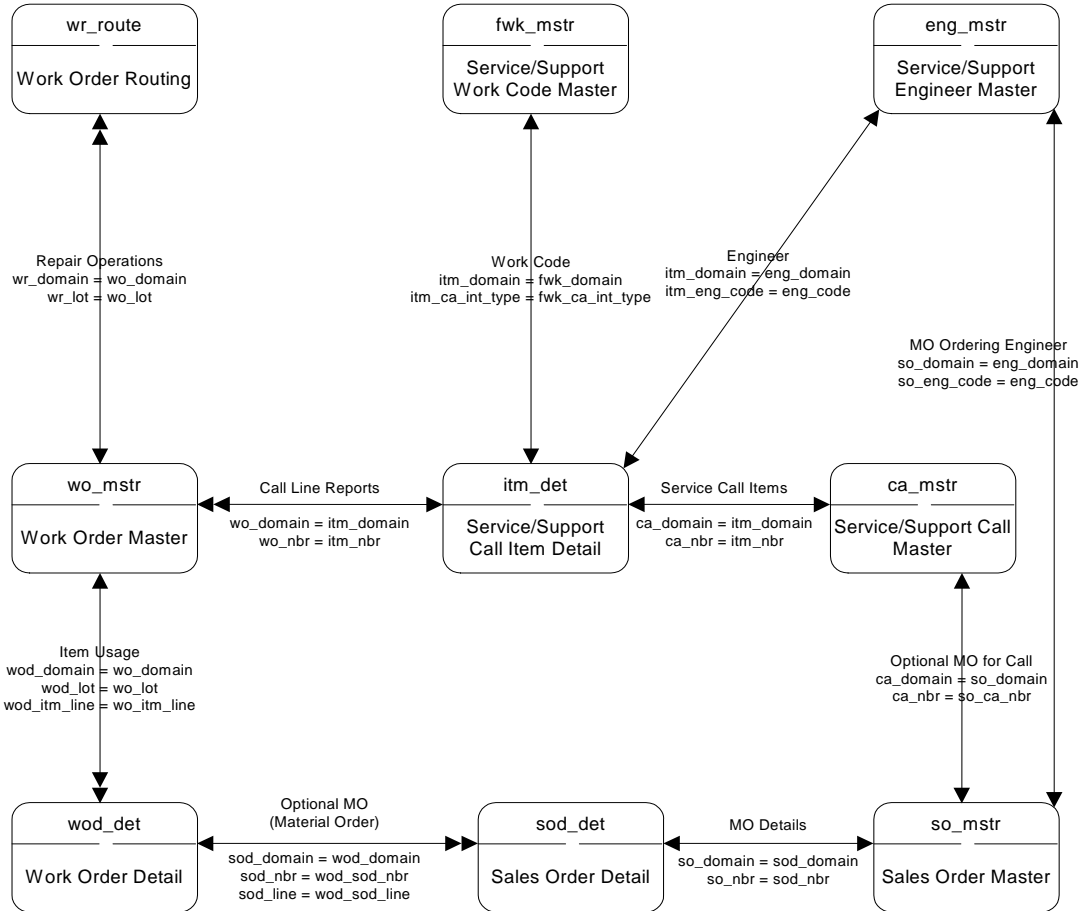 wr_route
Work Order Routing
fwk_mstr
Service/Support
Work Code Master
eng_mstr
Service/Support
Engineer Master
Repair Operations
wr_domain = wo_domain
wr_lot = wo_lot
Work Code
itm_domain = fwk_domain
itm_ca_int_type = fwk_ca_int_type
Engineer
itm_domain = eng_domain
itm_eng_code = eng_code
MO Ordering Engineer
so_domain = eng_domain
so_eng_code = eng_code
wo_mstr
Work Order Master
Call Line Reports
wo_domain = itm_domain
wo_nbr = itm_nbr
itm_det
Service/Support
Call Item Detail
Service Call Items
ca_domain = itm_domain
ca_nbr = itm_nbr
ca_mstr
Service/Support Call
Master
Item Usage
wod_domain = wo_domain
wod_lot = wo_lot
wod_itm_line = wo_itm_line
Optional MO for Call
ca_domain = so_domain
ca_nbr = so_ca_nbr
wod_det
Work Order Detail
Optional MO
(Material Order)
sod_domain = wod_domain
sod_nbr = wod_sod_nbr
sod_line = wod_sod_line
sod_det
Sales Order Detail
MO Details
so_domain = sod_domain
so_nbr = sod_nbr
so_mstr
Sales Order Master